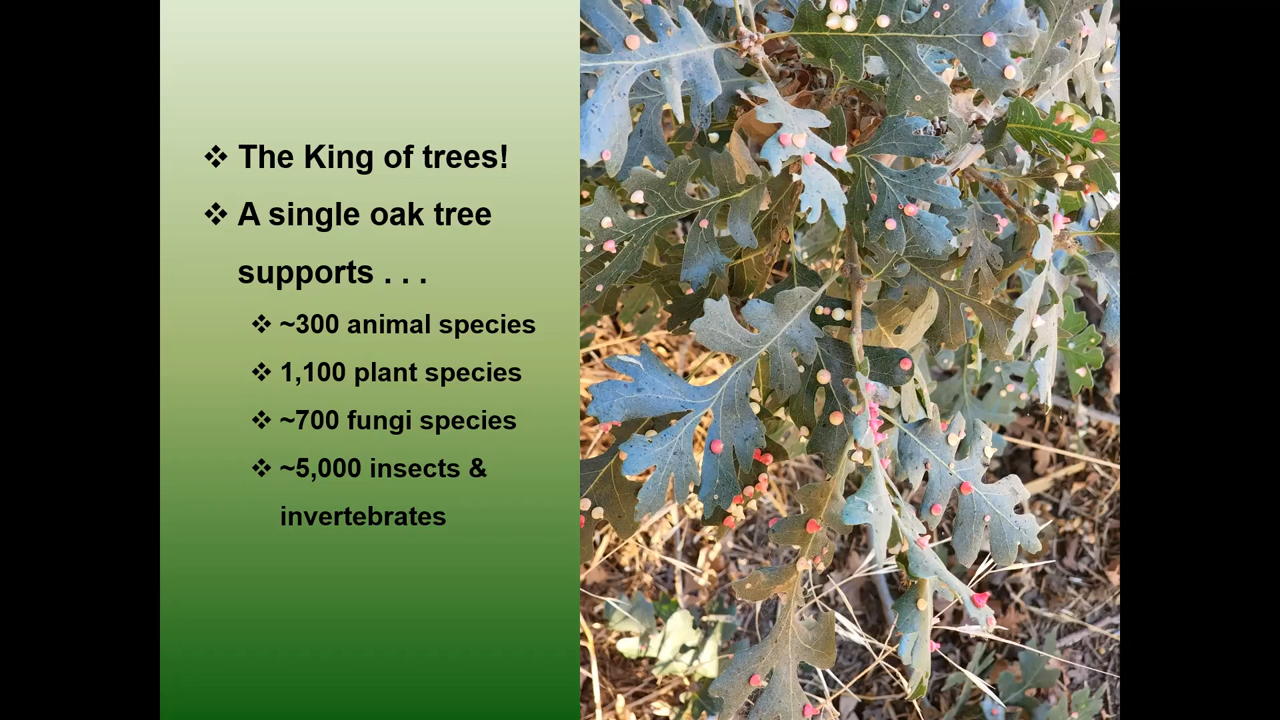 ❖ The King of trees!
❖ A single oak tree
supports . . .
❖ ~300 animal species
❖ 1,100 plant species
❖ ~700 fungi species
❖ ~5,000 insects &
invertebrates